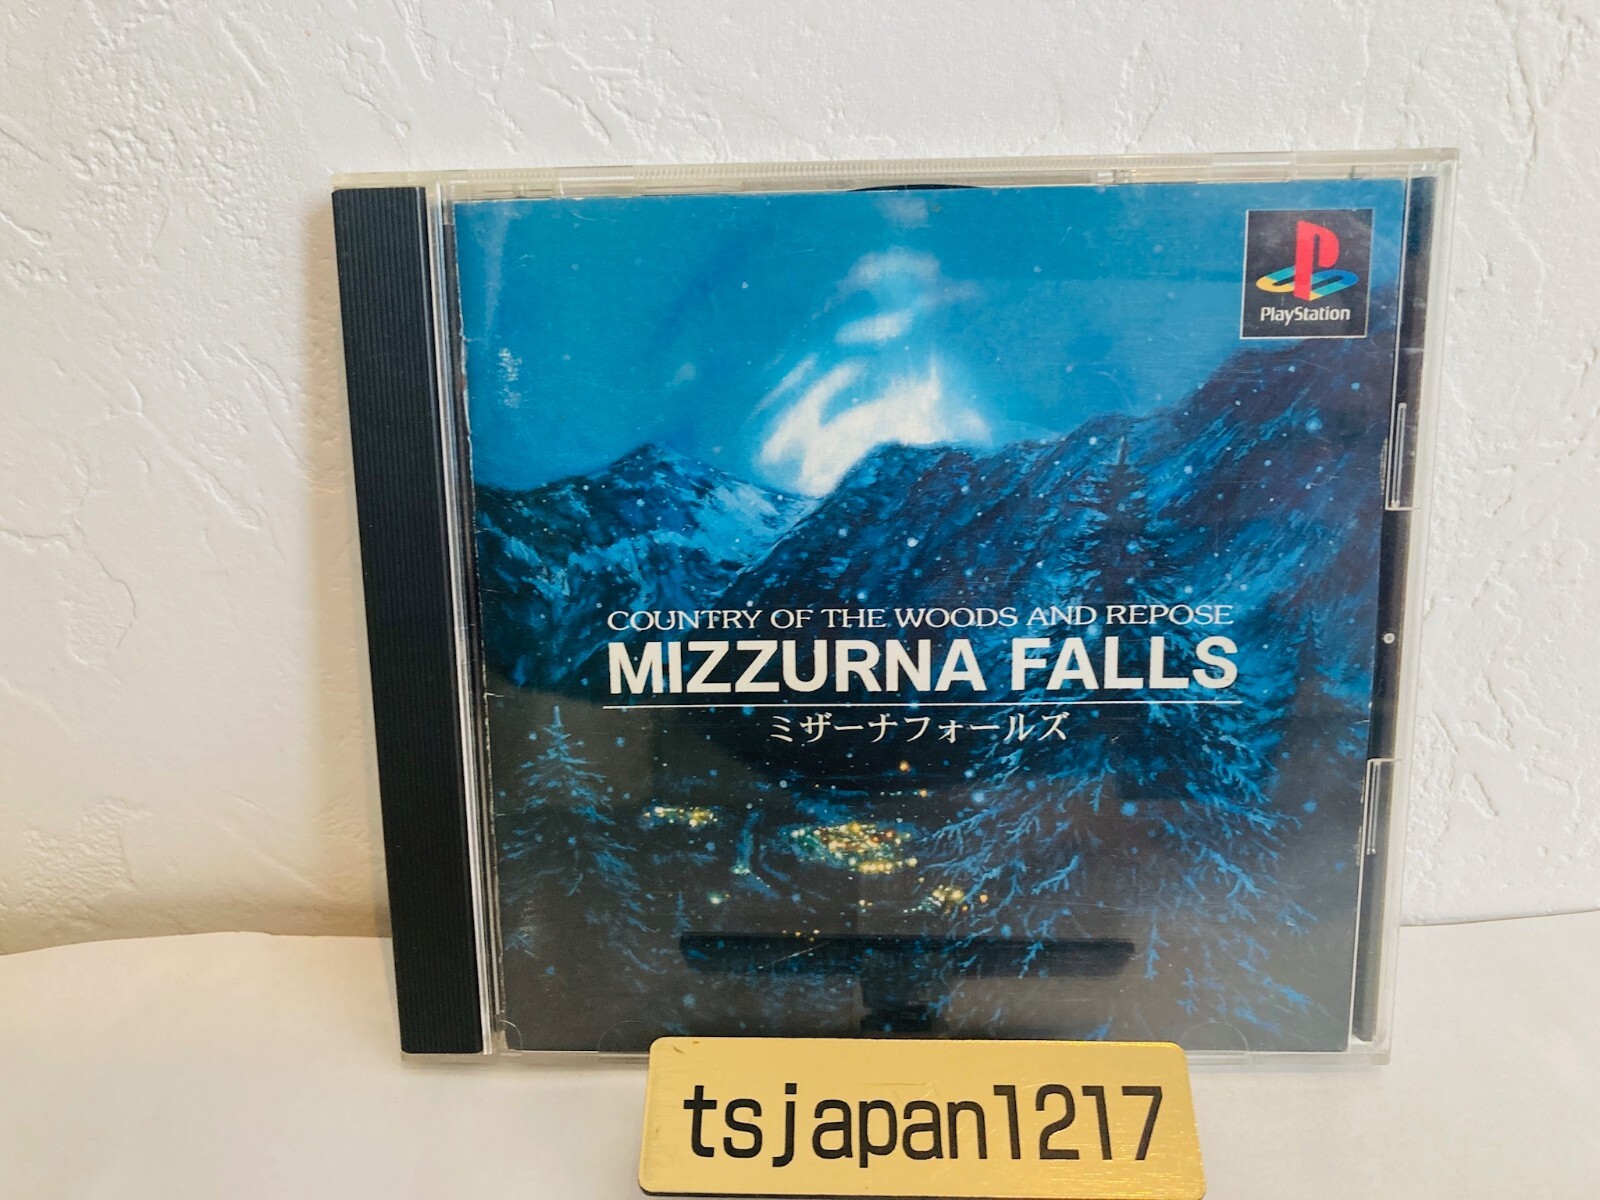 PlayStation
COUNTRY OF THE WOODS AND REPOSE
MIZZURNA FALLS
ミザーナフォールズ
tsjapan1217